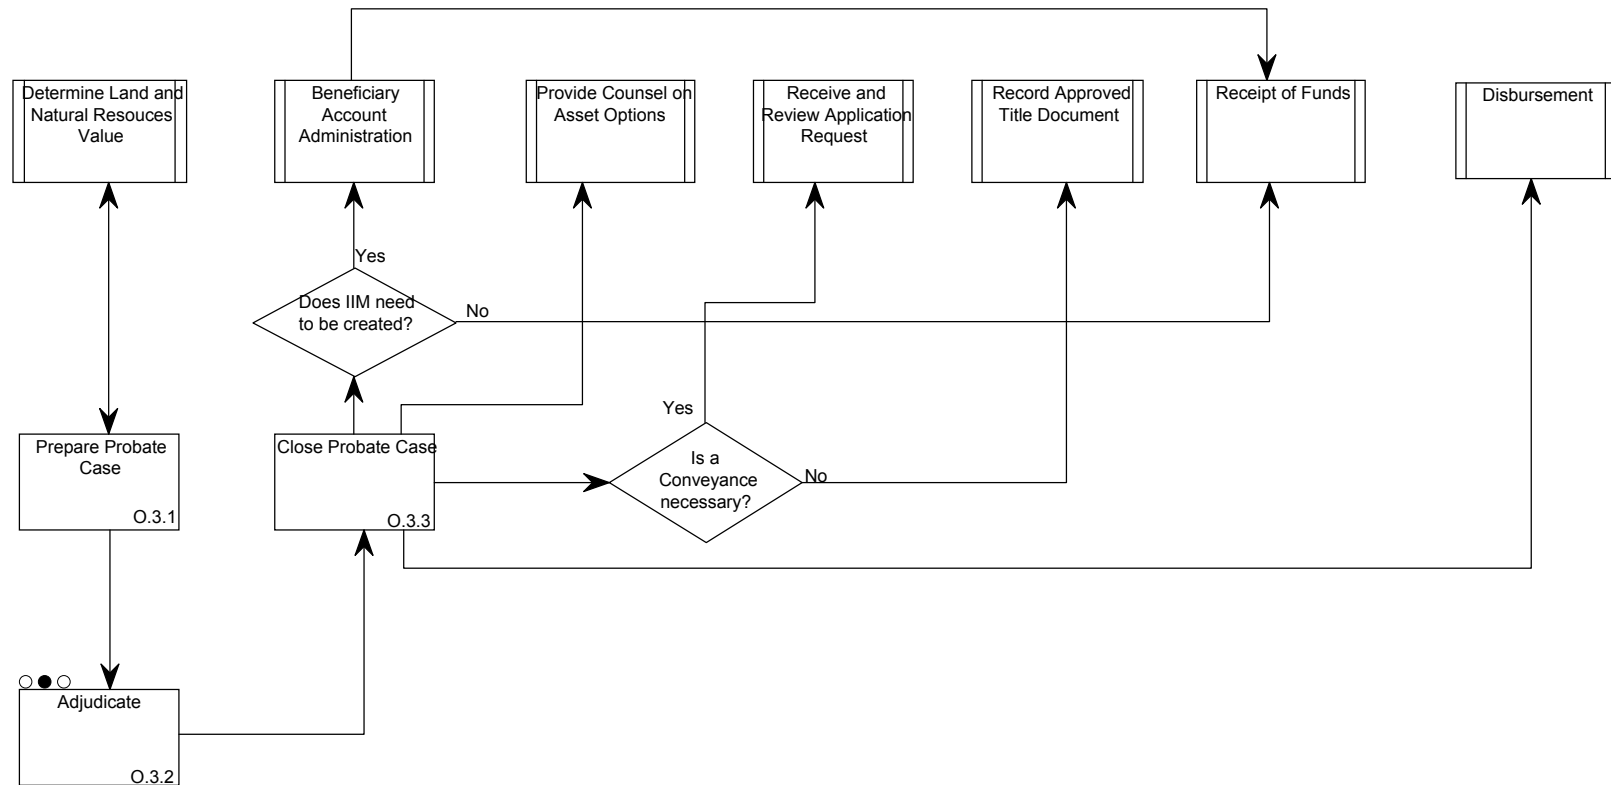 Determine Land and
Natural Resouces
Value
Beneficiary
Account
Administration
Provide Counsel on
Asset Options
Receive and
Review Application
Request
Record Approved
Title Document
Receipt of Funds
Disbursement
Yes
Does IIM need
to be created?
No
Prepare Probate
Case
O.3.1
Close Probate Case
O.3.3
Yes
Is a
Conveyance
necessary?
No
Adjudicate
O.3.2